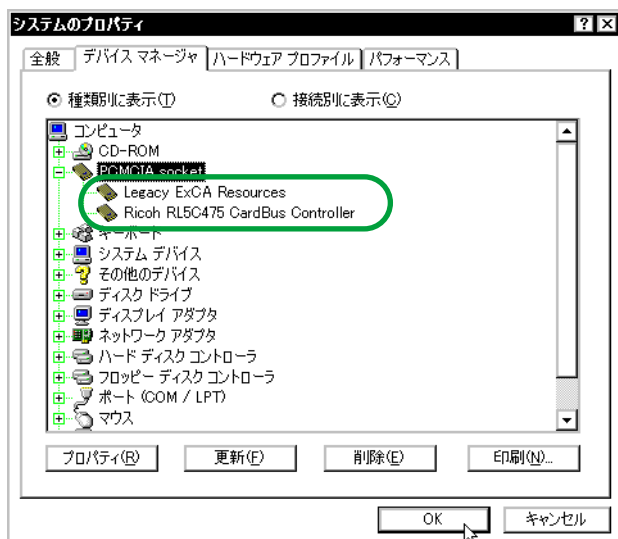 システムのプロパティ
全般 デバイス マネージャ ハードウェア プロファイル パフォーマンス
種類別に表示(T) 接続別に表示(C)
コンピュータ
CD-ROM
PCMCIA socket
Legacy ExCA Resources
Ricoh RL5C475 CardBus Controller
キーボード
システム デバイス
その他のデバイス
ディスク ドライブ
ディスプレイ アダプタ
ネットワーク アダプタ
ハード ディスク コントローラ
フロッピー ディスク コントローラ
ポート (COM / LPT)
マウス
プロパティ(R) 更新(F) 削除(E) 印刷(N)...
OK キャンセル